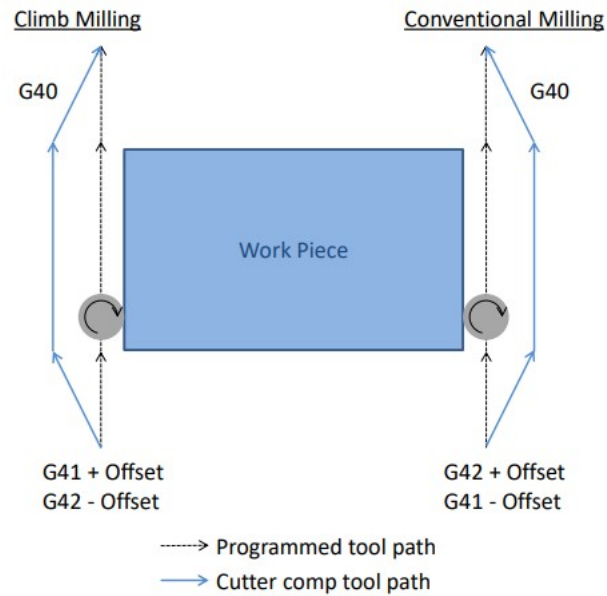 Climb Milling
Conventional Milling
G40
G40
Work Piece
G41 + Offset
G42 - Offset
G42 + Offset
G41 - Offset
Programmed tool path
Cutter comp tool path